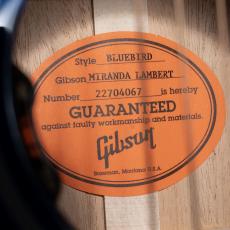 Style BLUEBIRD
Gibson MIRANDA LAMBERT
Number 22704067 is hereby
GUARANTEED
against faulty workmanship and materials.
Gibson
Bozeman, Montana U.S.A.